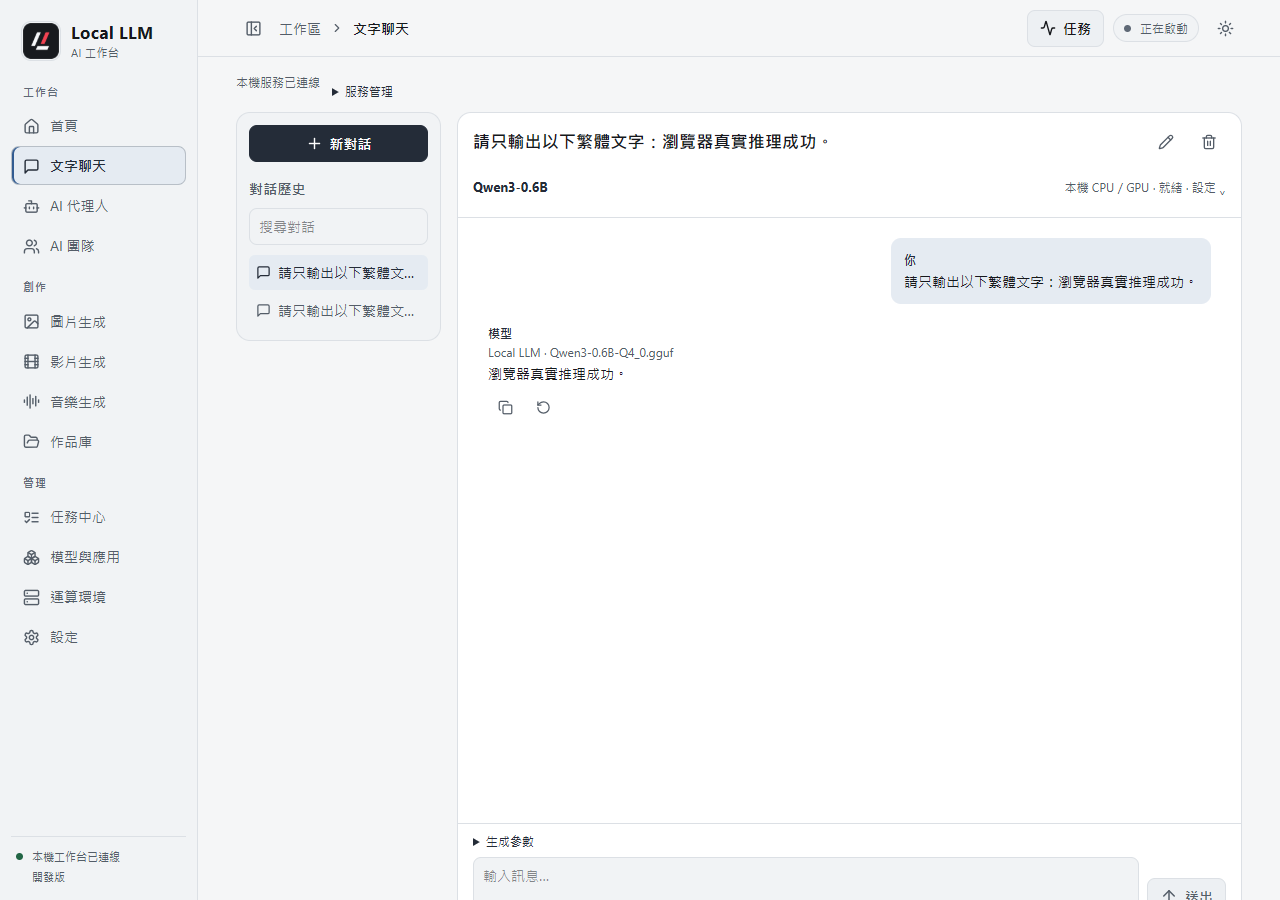 Local LLM
AI 工作台
工作台
首頁
文字聊天
AI 代理人
AI 團隊
創作
圖片生成
影片生成
音樂生成
作品庫
管理
任務中心
模型與應用
運算環境
設定
本機工作台已連線
開發版
工作區
文字聊天
任務
正在啟動
本機服務已連線
服務管理
新對話
對話歷史
搜尋對話
請只輸出以下繁體文...
請只輸出以下繁體文...
請只輸出以下繁體文字：瀏覽器真實推理成功。
Qwen3-0.6B
本機 CPU / GPU · 就緒 · 設定
你
請只輸出以下繁體文字：瀏覽器真實推理成功。
模型
Local LLM · Qwen3-0.6B-Q4_0.gguf
瀏覽器真實推理成功。
生成參數
輸入訊息...
送出